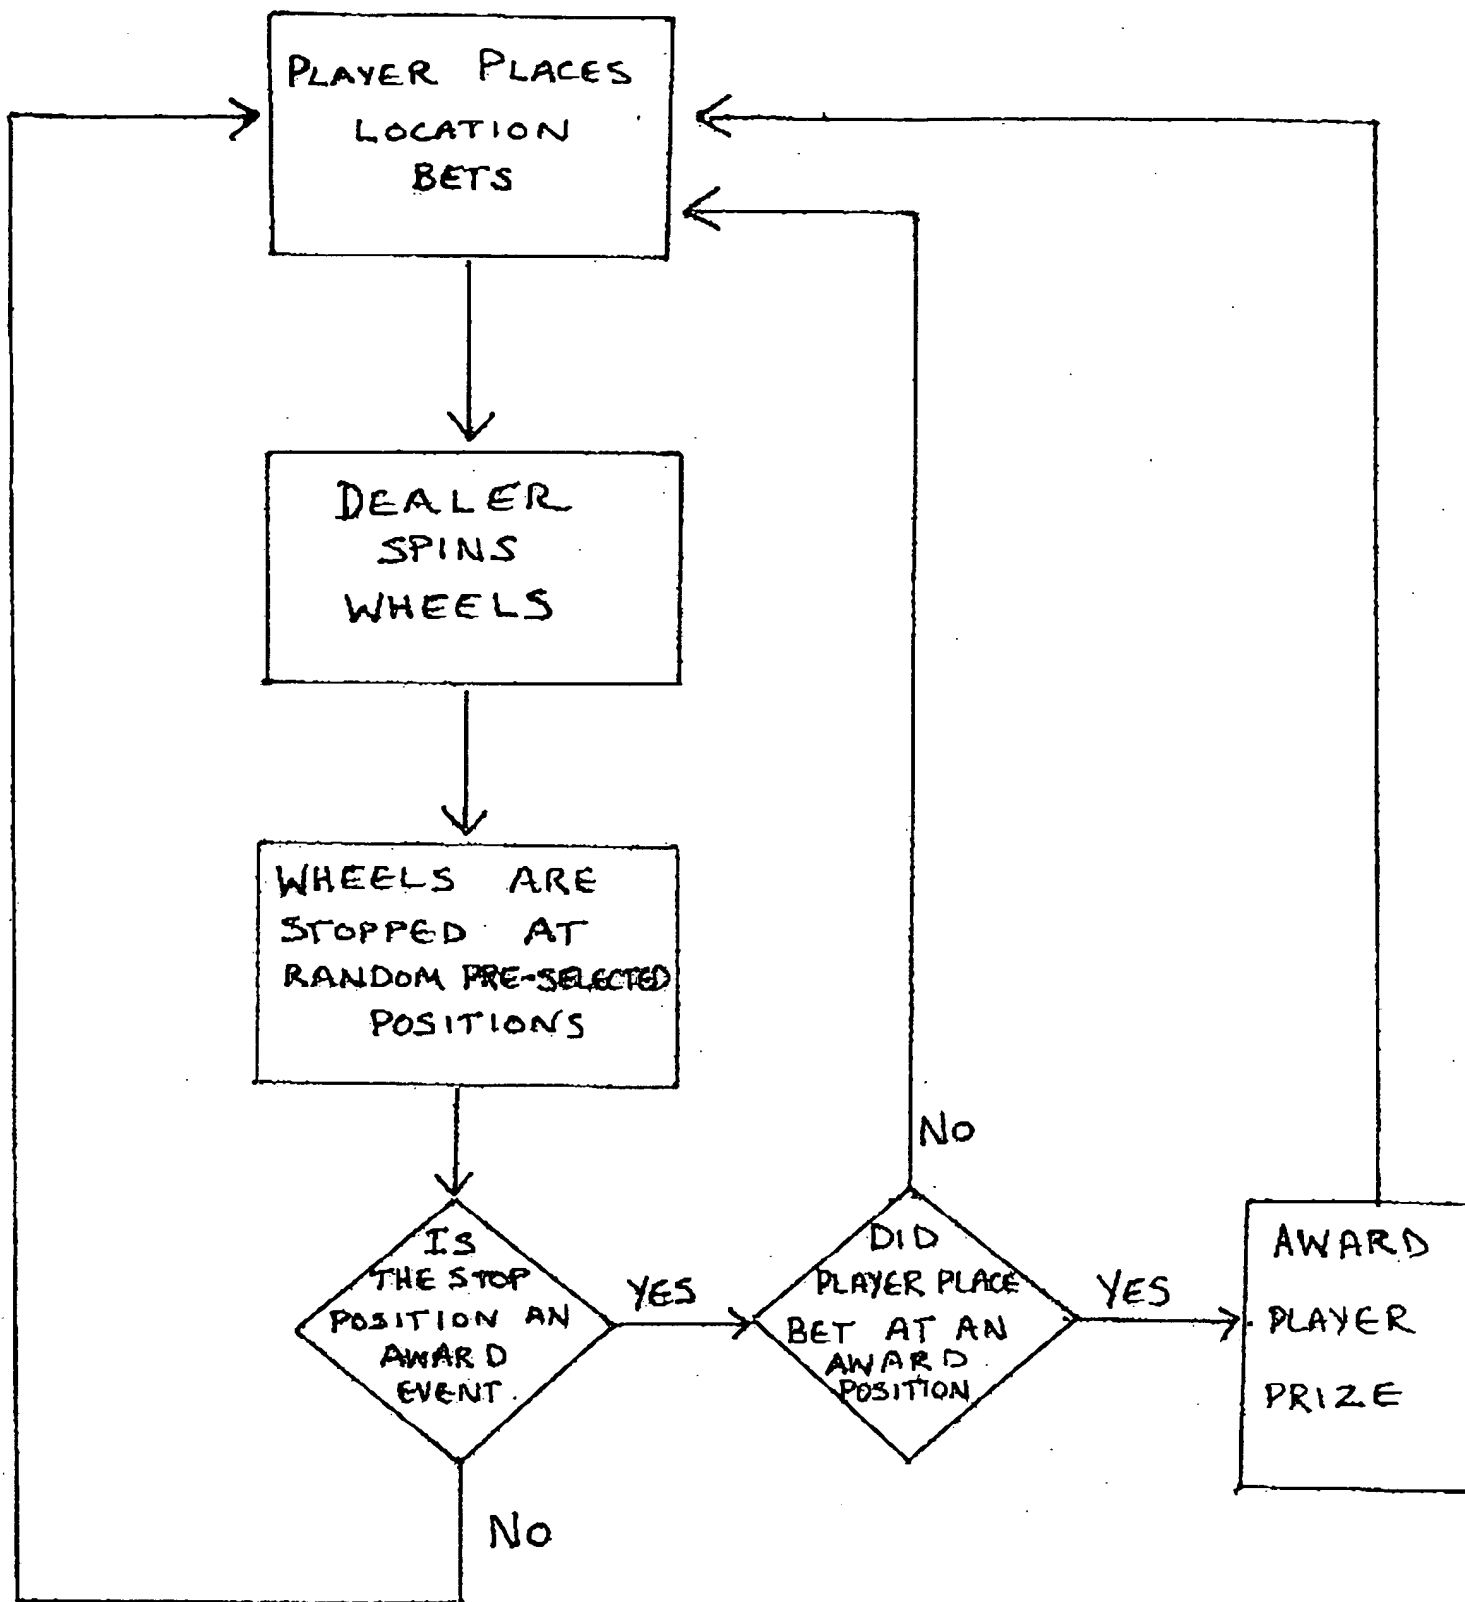 PLAYER PLACES
LOCATION
BETS
DEALER
SPINS
WHEELS
WHEELS ARE
STOPPED AT
RANDOM PRE-SELECTED
POSITIONS
IS
THE STOP
POSITION AN
AWARD
EVENT
YES
NO
DID
PLAYER PLACE
BET AT AN
AWARD
POSITION
NO
YES
AWARD
PLAYER
PRIZE